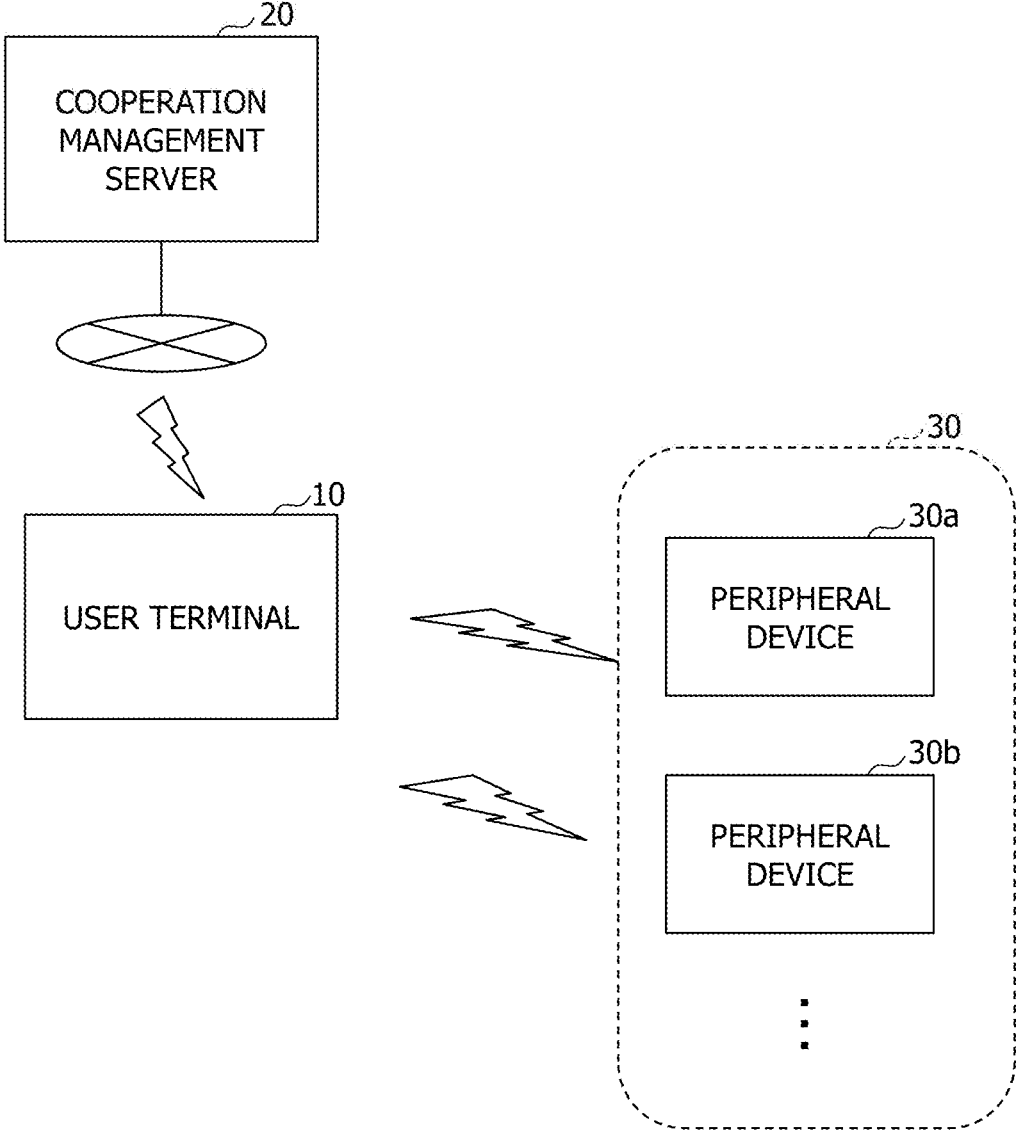 20
COOPERATION
MANAGEMENT
SERVER
10
USER TERMINAL
30
30a
PERIPHERAL
DEVICE
30b
PERIPHERAL
DEVICE